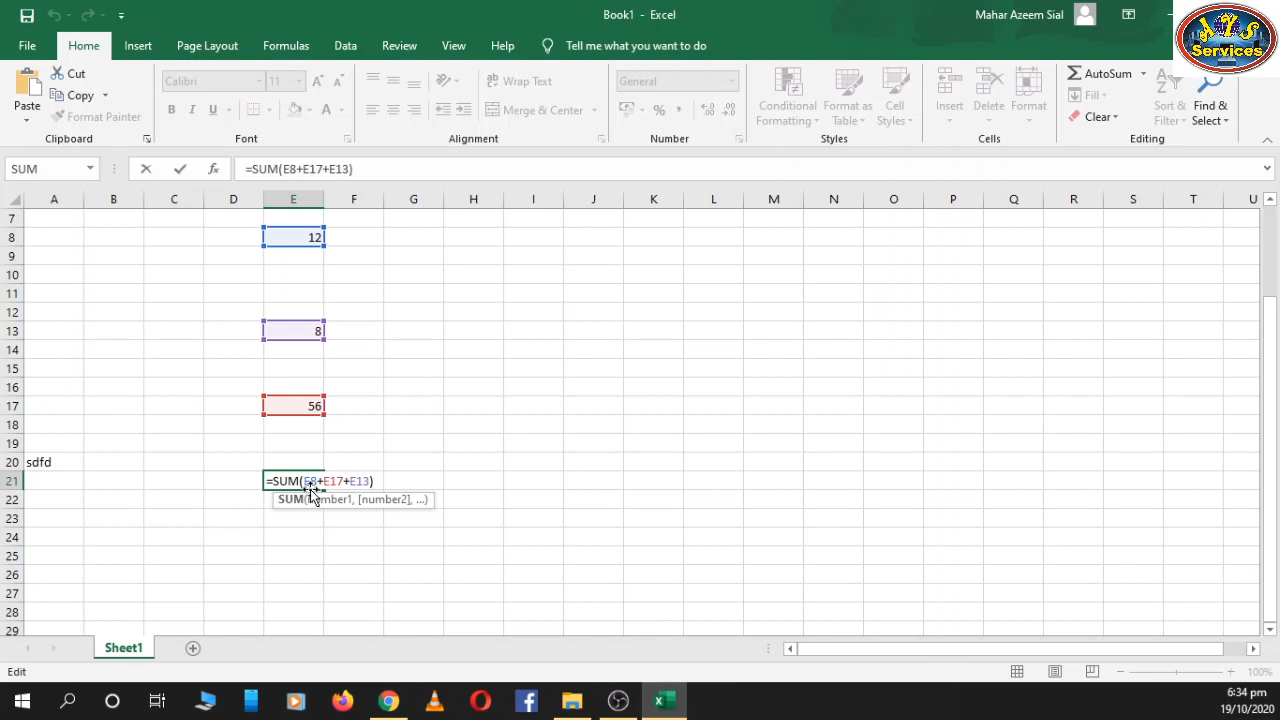 Book1 - Excel
Mahar Azeem Sial
AYS
Services
File Home Insert Page Layout Formulas Data Review View Help Tell me what you want to do
Paste
Cut
Copy
Format Painter
Clipboard
Calibri 11
B I U
Font
Wrap Text
Merge & Center
Alignment
General
Number
Conditional Formatting
Format as Table
Cell Styles
Styles
Insert Delete Format
Cells
AutoSum
Fill
Clear
Sort & Filter
Find & Select
Editing
SUM fx =SUM(E8+E17+E13)
A B C D E F G H I J K L M N O P Q R S T U
7
8 12
9
10
11
12
13 8
14
15
16
17 56
18
19
20 sdfd
21 =SUM(E8+E17+E13)
22 SUM(number1, [number2], ...)
23
24
25
26
27
28
29
Sheet1
Edit 100%
6:34 pm
19/10/2020